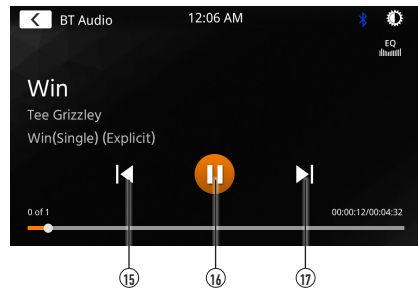 BT Audio 12:06 AM
EQ
Win
Tee Grizzley
Win(Single) (Explicit)
0 of 1 00:00:12/00:04:32
15 16 17